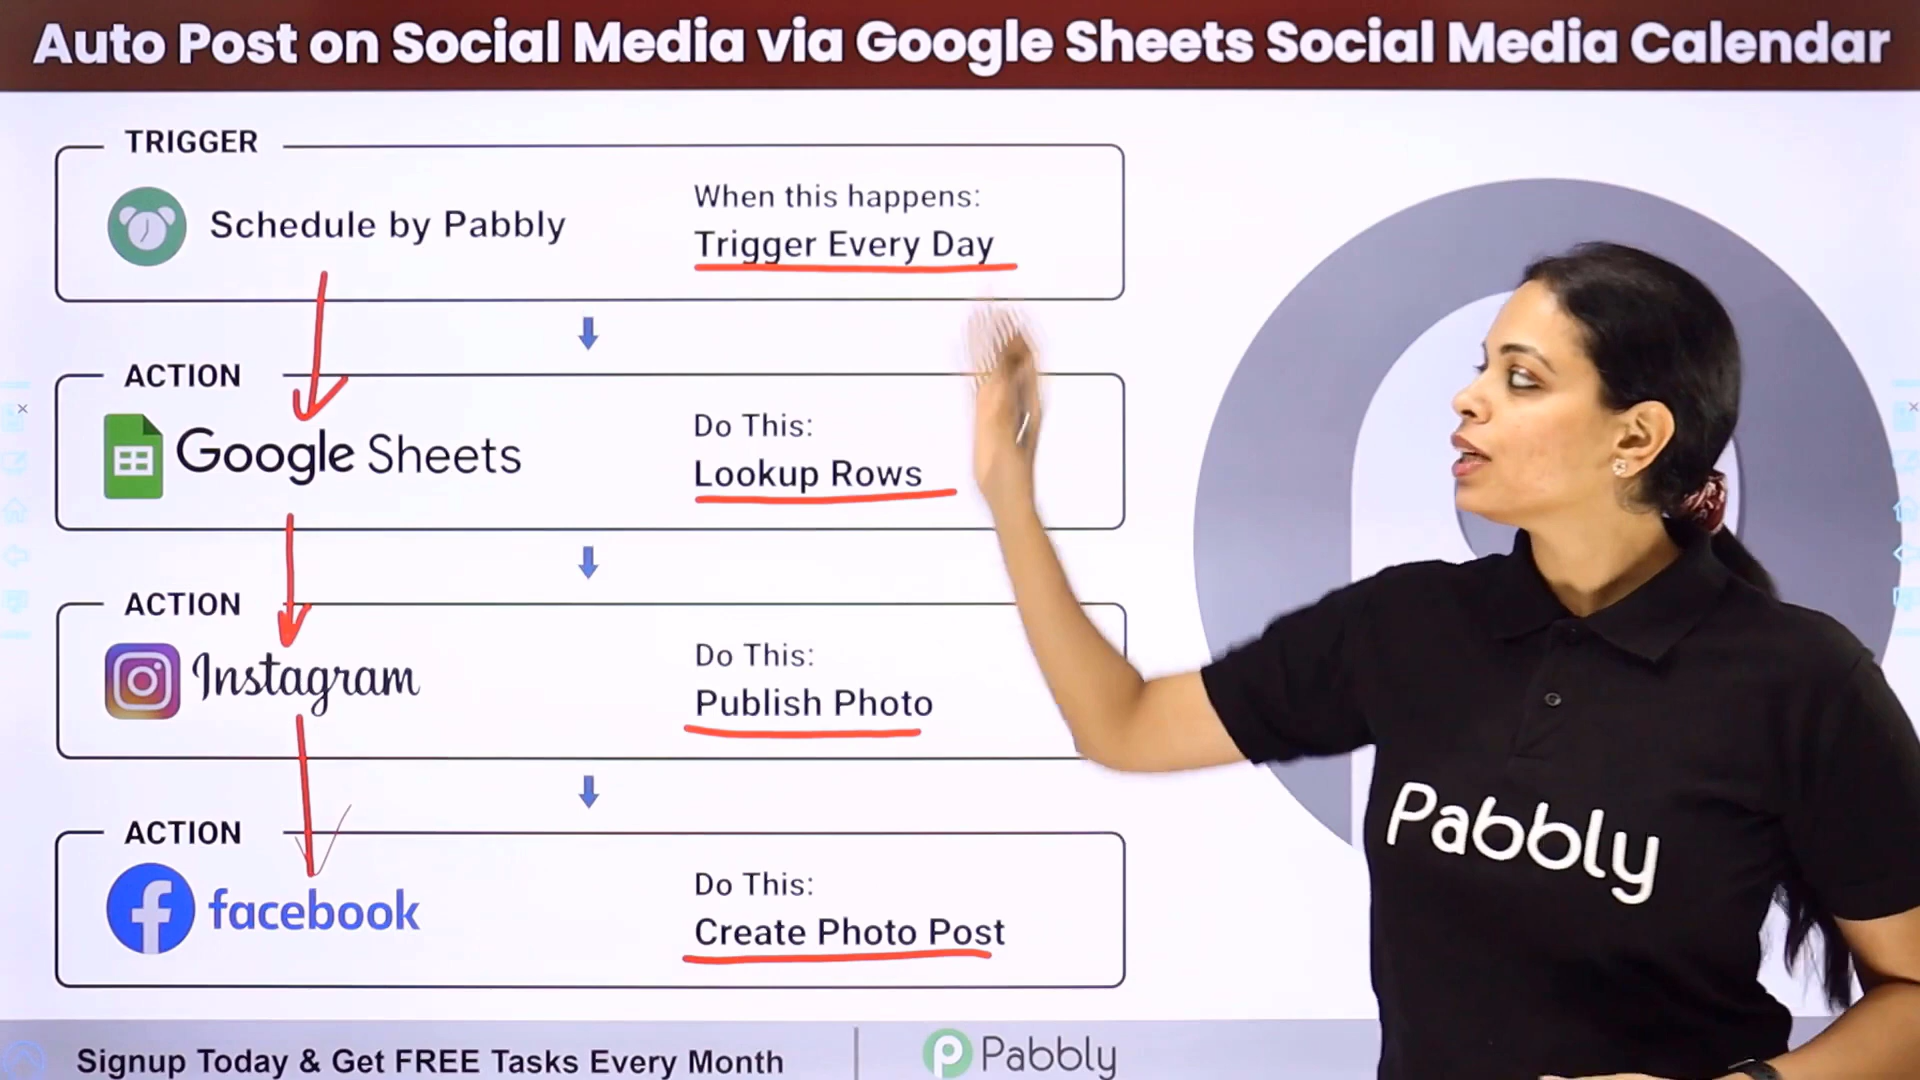 Auto Post on Social Media via Google Sheets Social Media Calendar
TRIGGER
Schedule by Pabbly
When this happens:
Trigger Every Day
ACTION
Google Sheets
Do This:
Lookup Rows
ACTION
Instagram
Do This:
Publish Photo
ACTION
facebook
Do This:
Create Photo Post
Pabbly
Signup Today & Get FREE Tasks Every Month
Pabbly